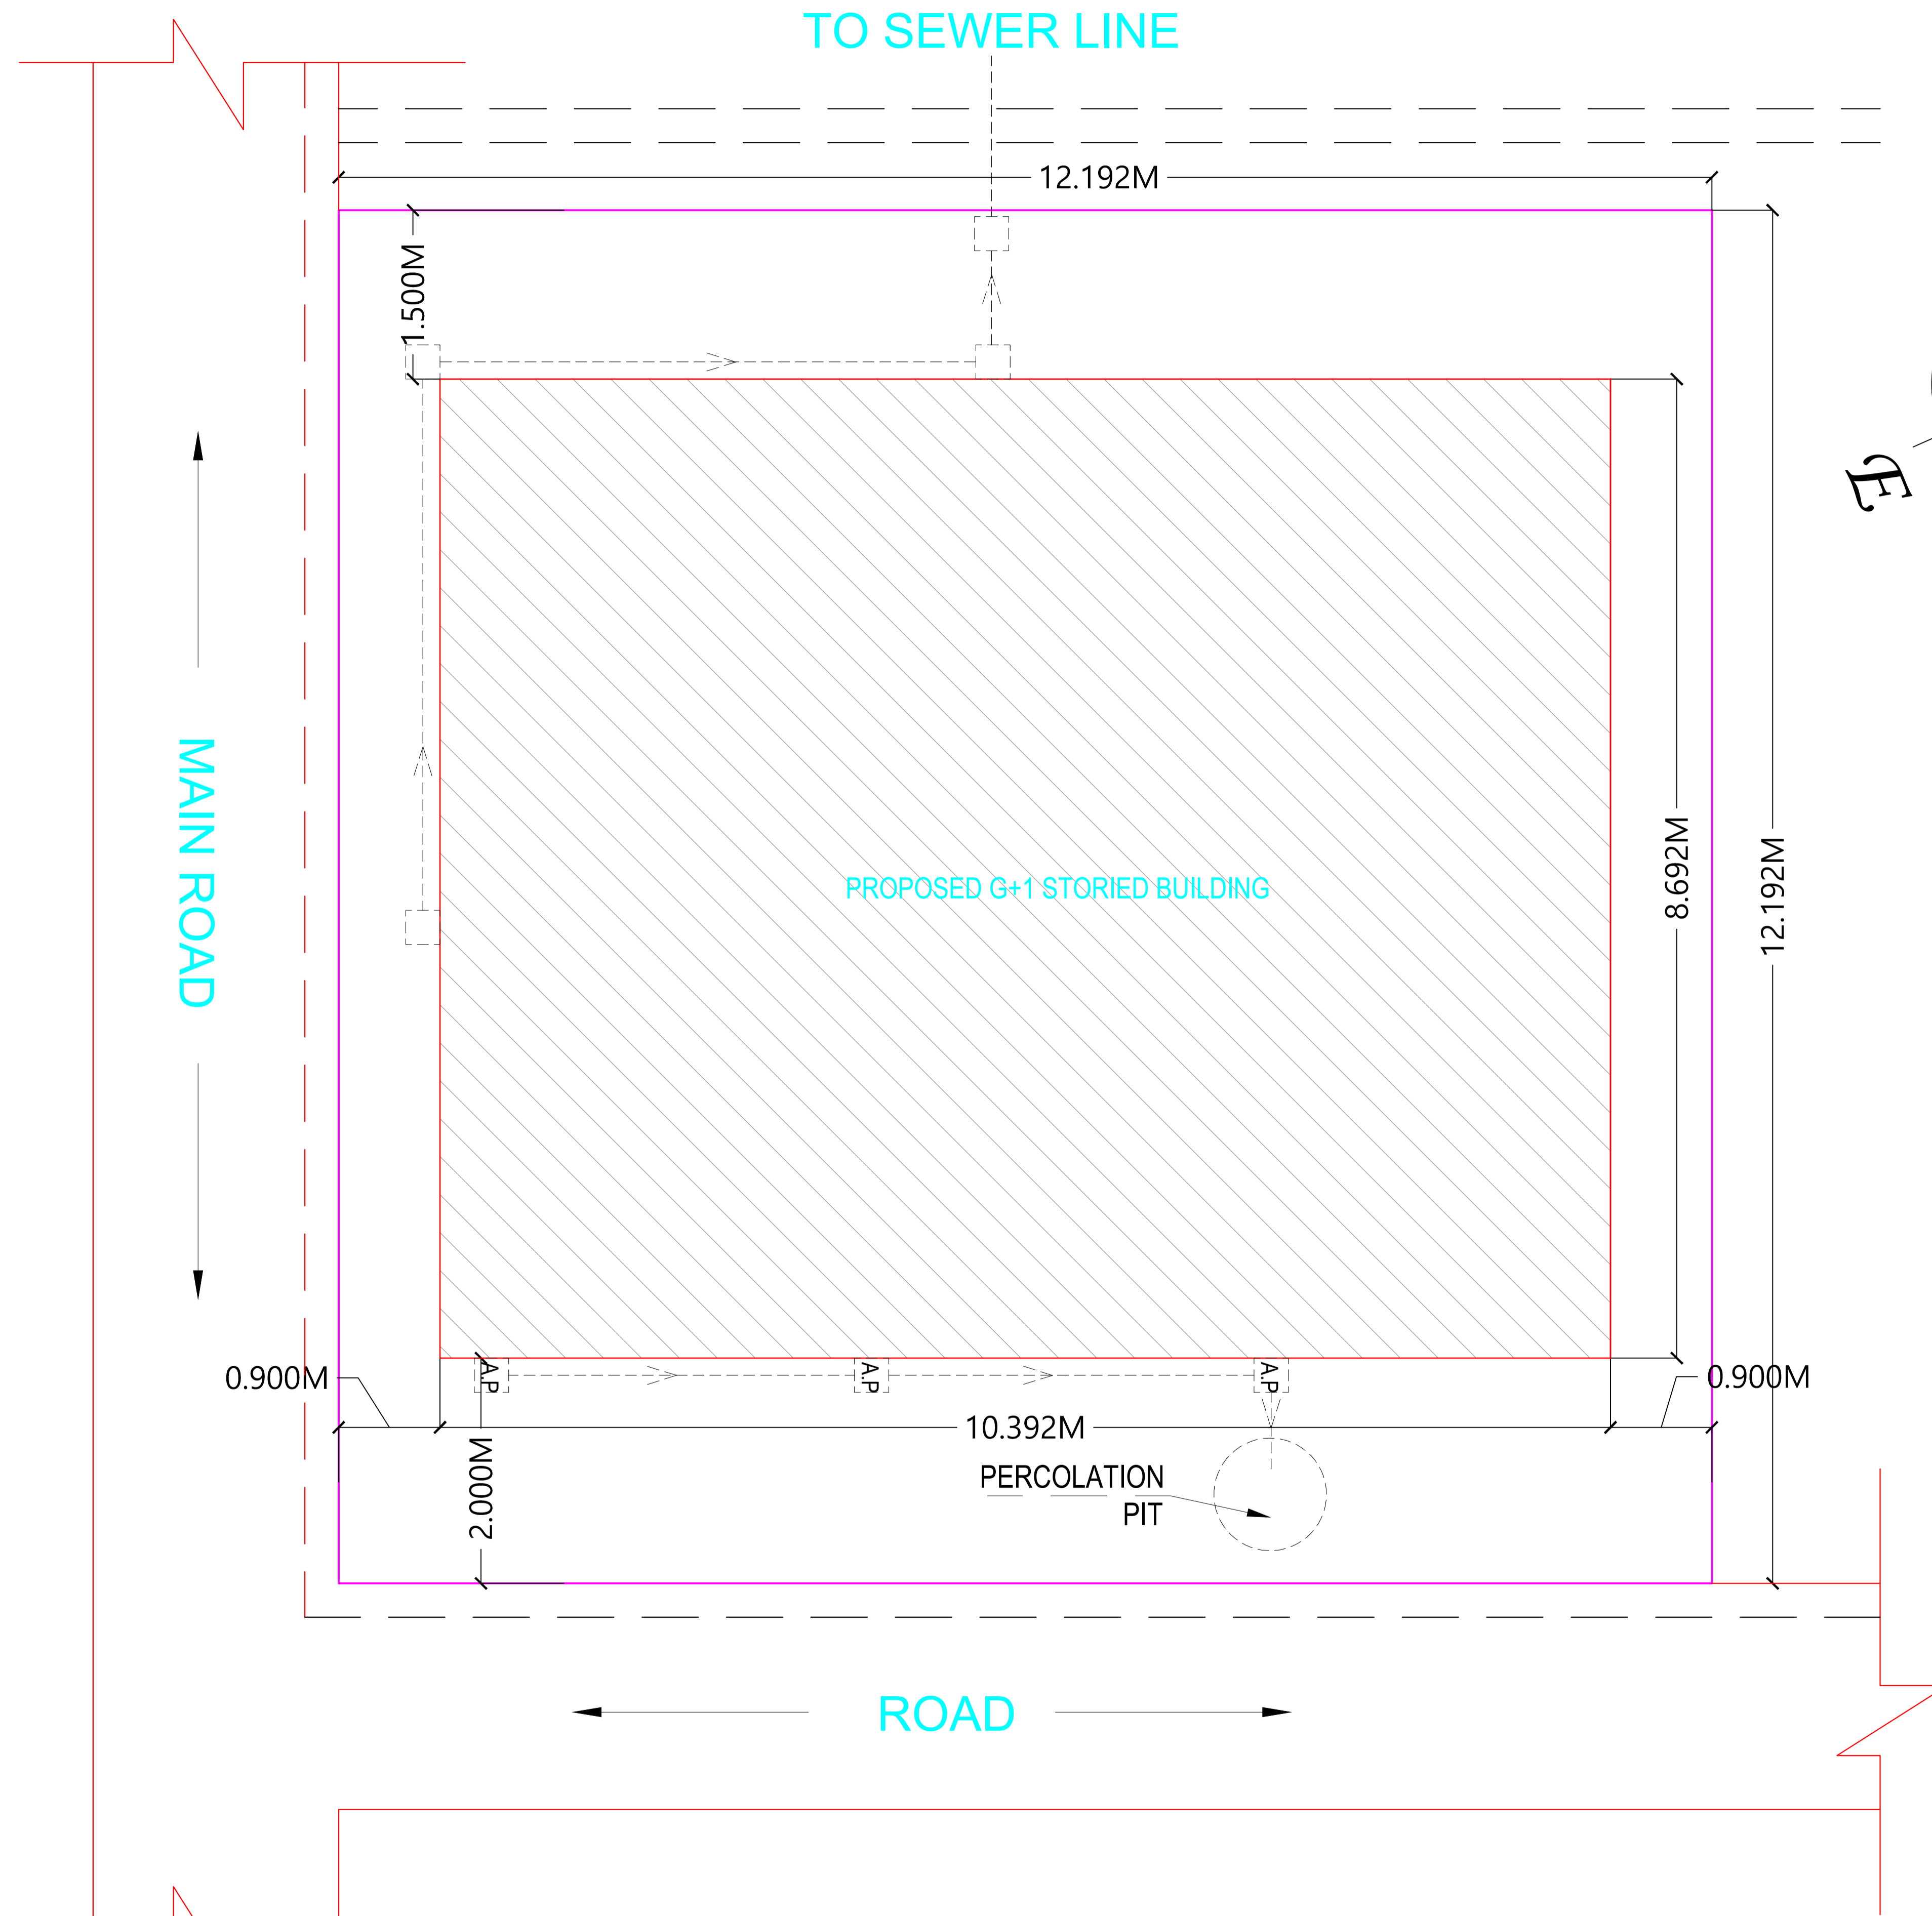 TO SEWER LINE
12.192M
1.500M
E
MAIN ROAD
PROPOSED G+1 STORIED BUILDING
8.692M
12.192M
0.900M
A.P
A.P
A.P
0.900M
10.392M
2.000M
PERCOLATION
PIT
ROAD